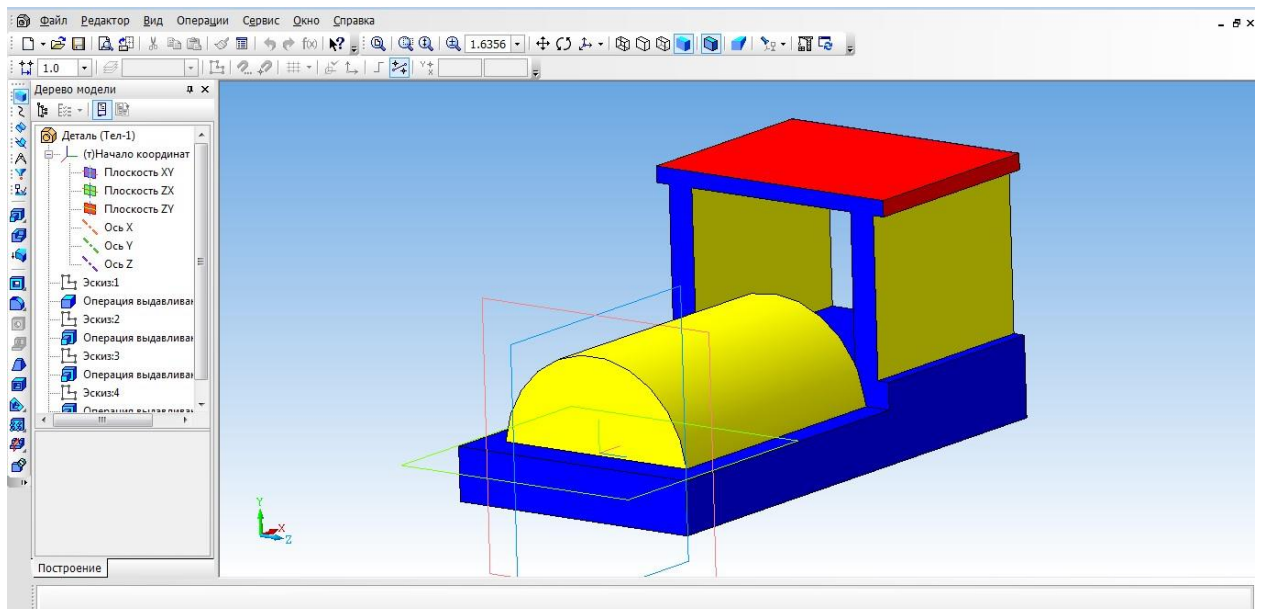 Файл Редактор Вид Операции Сервис Окно Справка
1.6356
1.0
Дерево модели
Деталь (Тел-1)
(т)Начало координат
Плоскость XY
Плоскость ZX
Плоскость ZY
Ось X
Ось Y
Ось Z
Эскиз:1
Операция выдавливан
Эскиз:2
Операция выдавливан
Эскиз:3
Операция выдавливан
Эскиз:4
Операция выдавливан
Y
X
Z
Построение